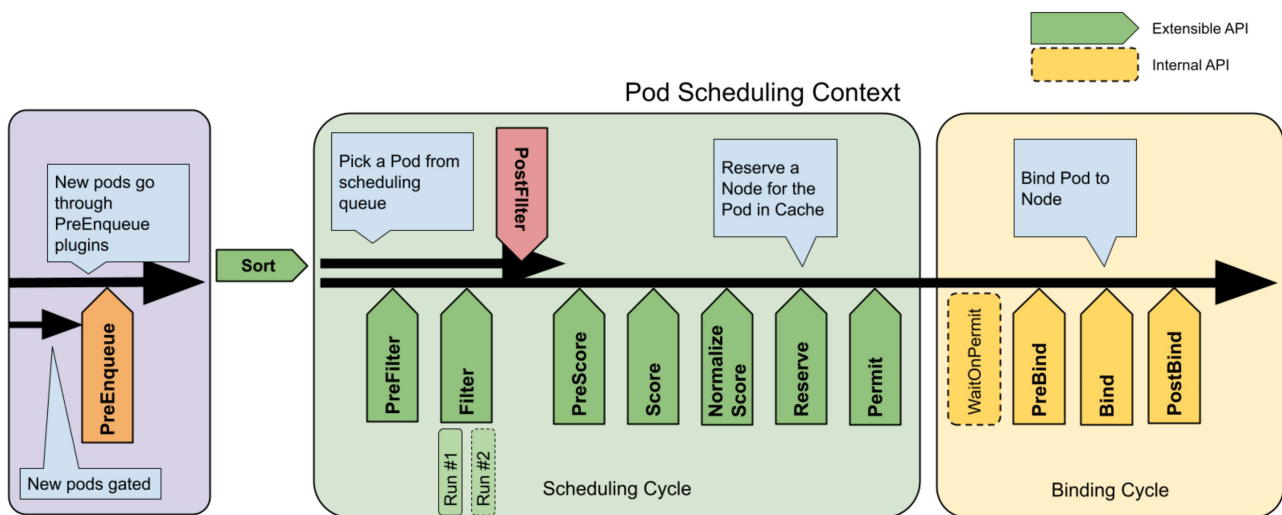 Extensible API
Internal API
Pod Scheduling Context
New pods go
through
PreEnqueue
plugins
PreEnqueue
New pods gated
Sort
Pick a Pod from
scheduling
queue
PostFIlter
Reserve a
Node for the
Pod in Cache
PreFilter
Filter
Run #1
Run #2
PreScore
Score
Normalize
Score
Reserve
Permit
Scheduling Cycle
Bind Pod to
Node
WaitOnPermit
PreBind
Bind
PostBind
Binding Cycle